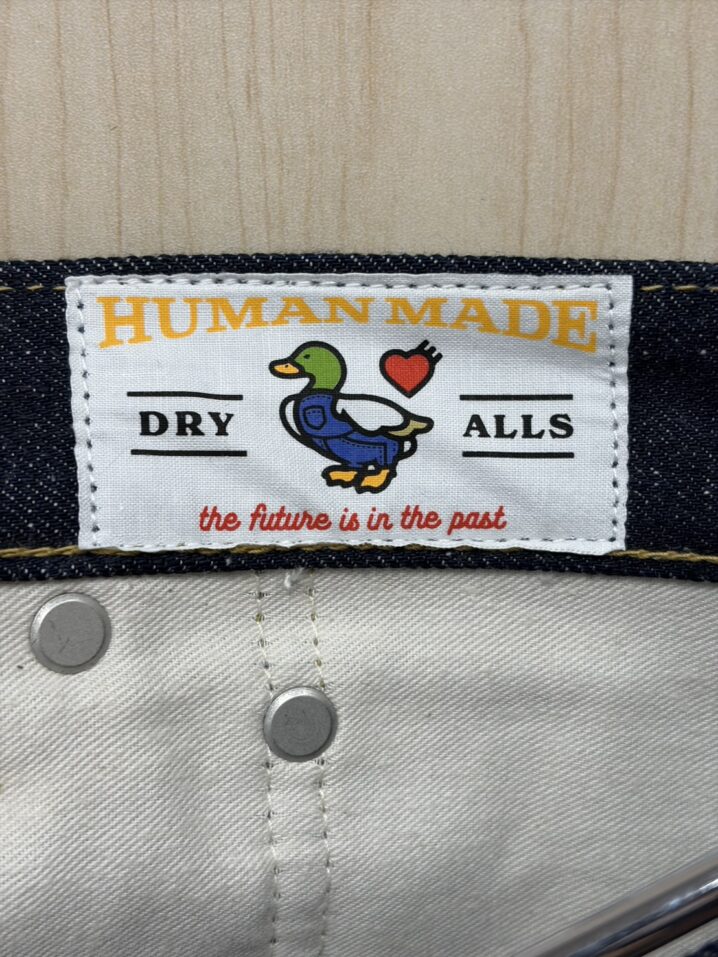 HUMAN MADE
DRY ALLS
the future is in the past